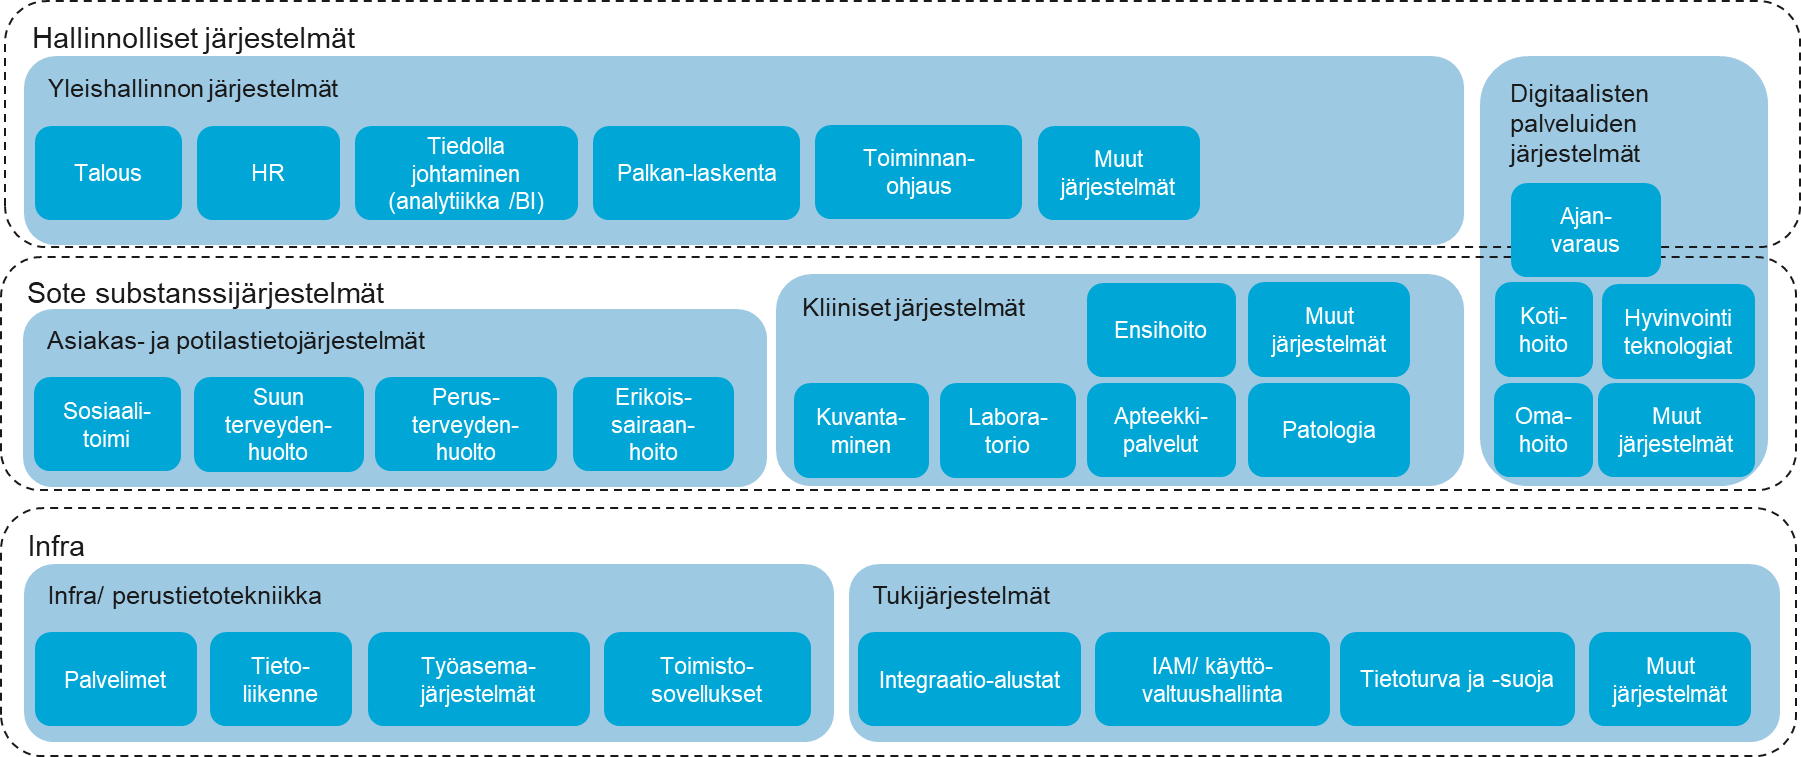 Hallinnolliset järjestelmät
Yleishallinnon järjestelmät
Talous
HR
Tiedolla
johtaminen
(analytiikka /BI)
Palkan-laskenta
Toiminnan-
ohjaus
Muut
järjestelmät
Digitaalisten
palveluiden
järjestelmät
Ajan-
varaus
Koti-
hoito
Hyvinvointi
teknologiat
Oma-
hoito
Muut
järjestelmät
Sote substanssijärjestelmät
Asiakas- ja potilastietojärjestelmät
Sosiaali-
toimi
Suun
terveyden-
huolto
Perus-
terveyden-
huolto
Erikois-
sairaan-
hoito
Kliiniset järjestelmät
Ensihoito
Muut
järjestelmät
Kuvanta-
minen
Labora-
torio
Apteekki-
palvelut
Patologia
Infra
Infra/ perustietotekniikka
Palvelimet
Tieto-
liikenne
Työasema-
järjestelmät
Toimisto-
sovellukset
Tukijärjestelmät
Integraatio-alustat
IAM/ käyttö-
valtuushallinta
Tietoturva ja -suoja
Muut
järjestelmät